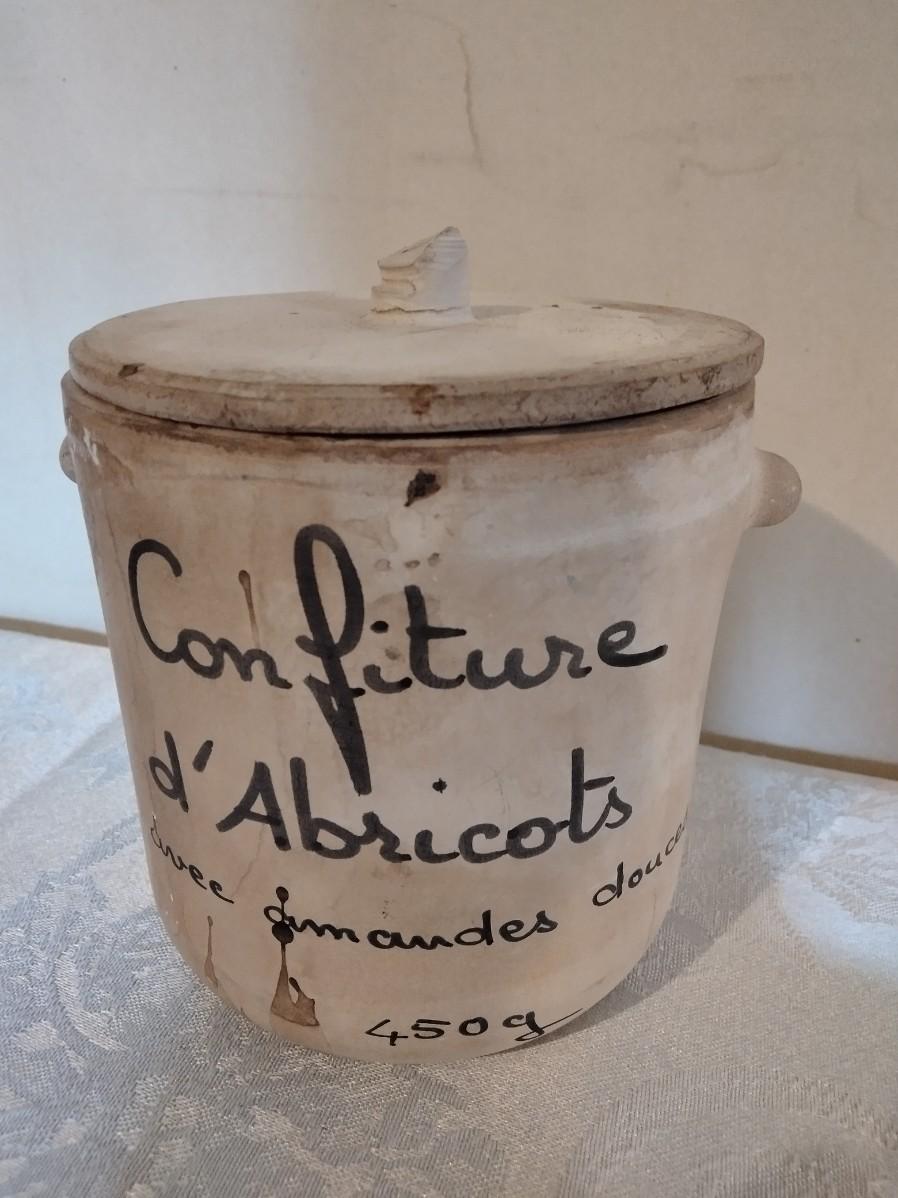 Confiture
d'Abricots
avec amandes douces
450g